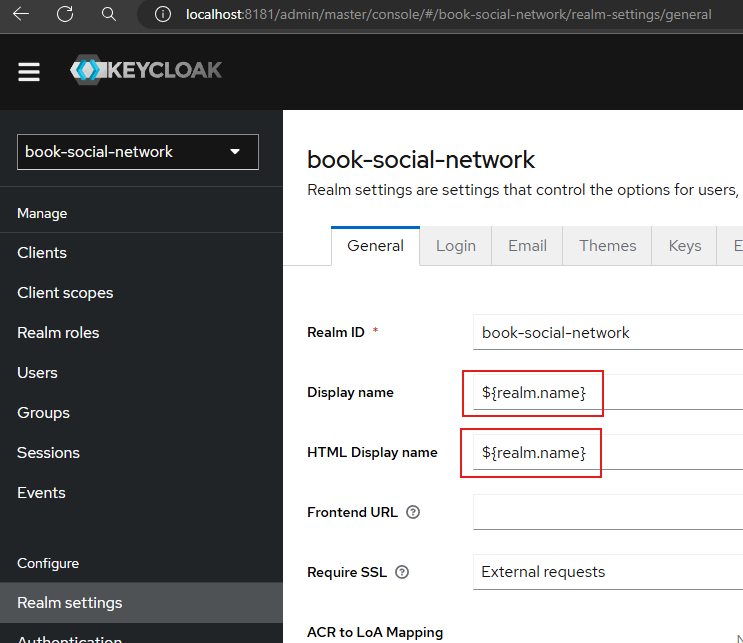 localhost:8181/admin/master/console/#/book-social-network/realm-settings/general
KEYCLOAK
book-social-network
Manage
Clients
Client scopes
Realm roles
Users
Groups
Sessions
Events
Configure
Realm settings
Authentication
book-social-network
Realm settings are settings that control the options for users,
General Login Email Themes Keys E
Realm ID * book-social-network
Display name ${realm.name}
HTML Display name ${realm.name}
Frontend URL
Require SSL External requests
ACR to LoA Mapping